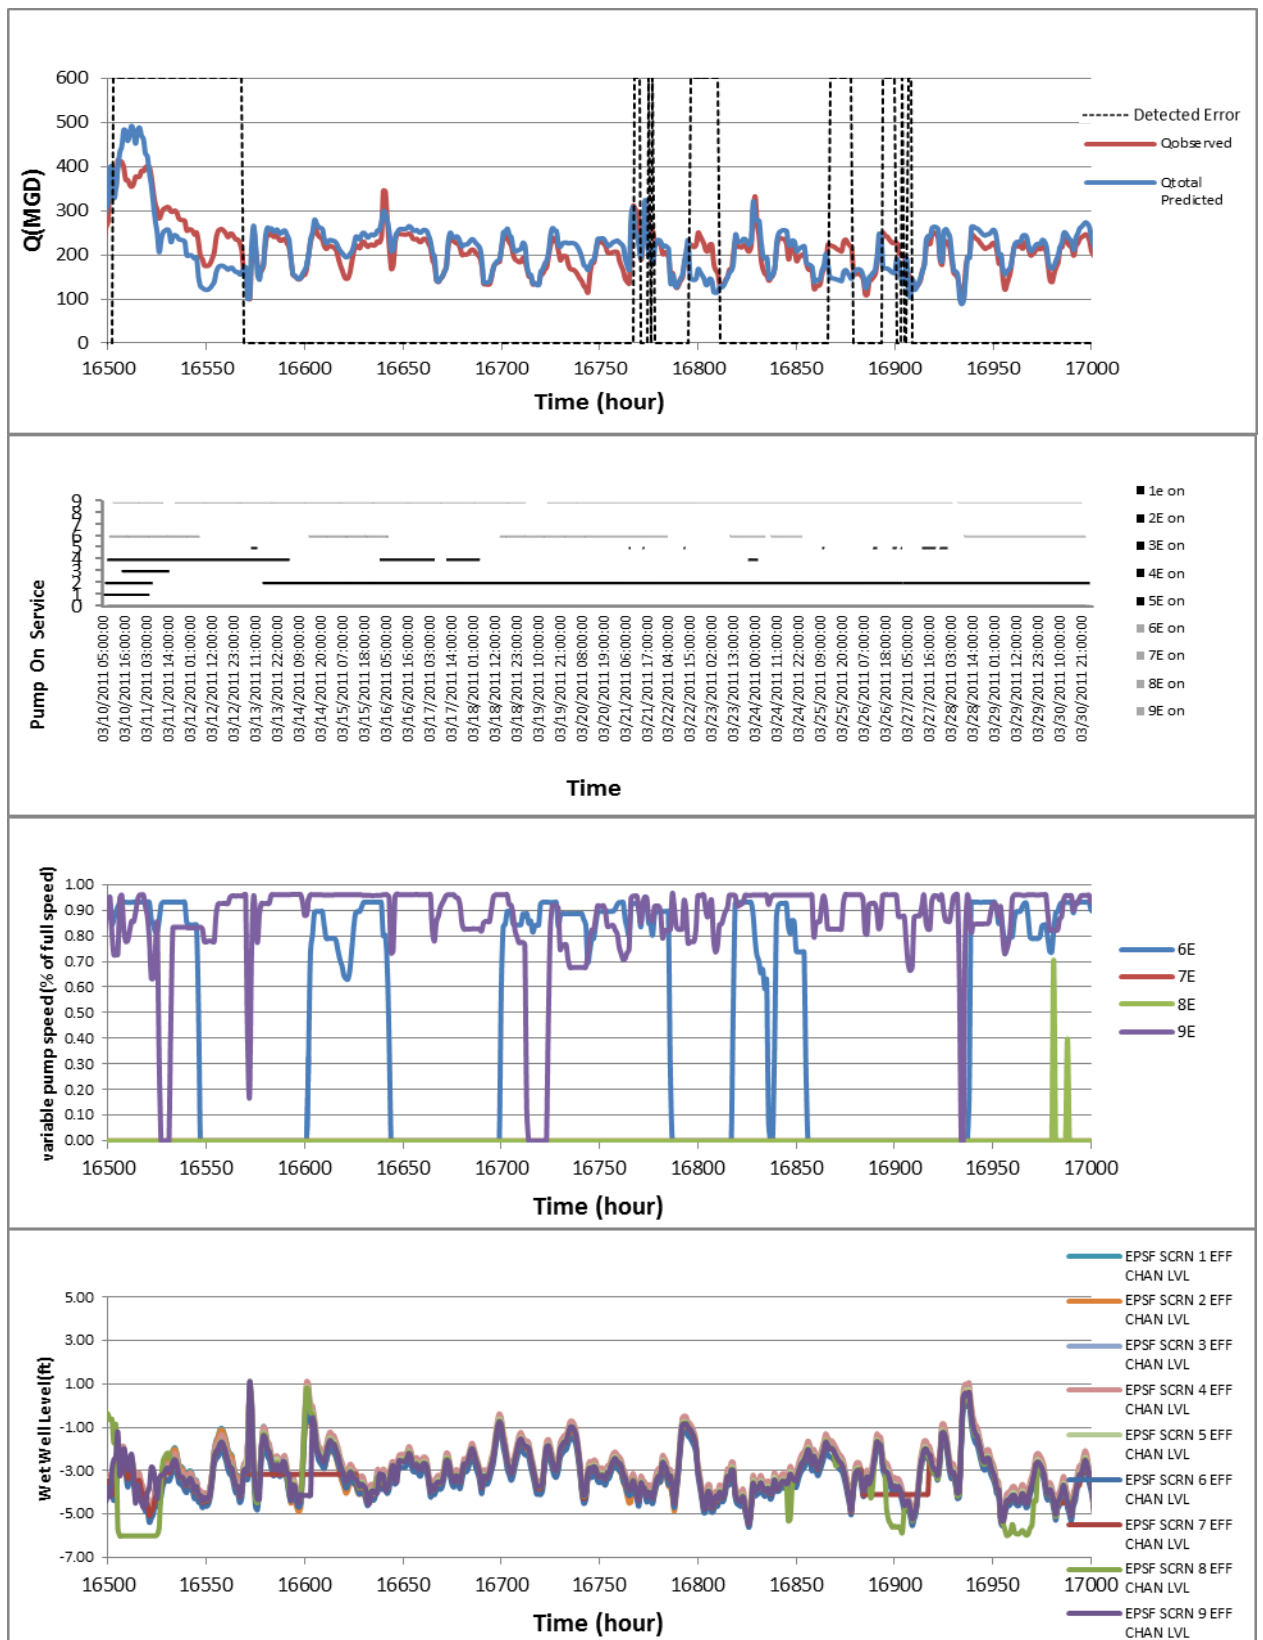 600
500
400
300
200
100
0
Q(MGD)
16500 16550 16600 16650 16700 16750 16800 16850 16900 16950 17000
Time (hour)
Detected Error
Qobserved
Qtotal
Predicted
9
8
7
6
5
4
3
2
1
0
Pump On Service
03/10/2011 05:00:00
03/10/2011 16:00:00
03/11/2011 03:00:00
03/11/2011 14:00:00
03/12/2011 01:00:00
03/12/2011 12:00:00
03/12/2011 23:00:00
03/13/2011 11:00:00
03/13/2011 22:00:00
03/14/2011 09:00:00
03/14/2011 20:00:00
03/15/2011 07:00:00
03/15/2011 18:00:00
03/16/2011 05:00:00
03/16/2011 16:00:00
03/17/2011 03:00:00
03/17/2011 14:00:00
03/18/2011 01:00:00
03/18/2011 12:00:00
03/18/2011 23:00:00
03/19/2011 10:00:00
03/19/2011 21:00:00
03/20/2011 08:00:00
03/20/2011 19:00:00
03/21/2011 06:00:00
03/21/2011 17:00:00
03/22/2011 04:00:00
03/22/2011 15:00:00
03/23/2011 02:00:00
03/23/2011 13:00:00
03/24/2011 00:00:00
03/24/2011 11:00:00
03/24/2011 22:00:00
03/25/2011 09:00:00
03/25/2011 20:00:00
03/26/2011 07:00:00
03/26/2011 18:00:00
03/27/2011 05:00:00
03/27/2011 16:00:00
03/28/2011 03:00:00
03/28/2011 14:00:00
03/29/2011 01:00:00
03/29/2011 12:00:00
03/29/2011 23:00:00
03/30/2011 10:00:00
03/30/2011 21:00:00
Time
1e on
2E on
3E on
4E on
5E on
6E on
7E on
8E on
9E on
variable pump speed(% of full speed)
1.00
0.90
0.80
0.70
0.60
0.50
0.40
0.30
0.20
0.10
0.00
16500 16550 16600 16650 16700 16750 16800 16850 16900 16950 17000
Time (hour)
6E
7E
8E
9E
Wet Well Level(ft)
5.00
3.00
1.00
-1.00
-3.00
-5.00
-7.00
16500 16550 16600 16650 16700 16750 16800 16850 16900 16950 17000
Time (hour)
EPSF SCRN 1 EFF
CHAN LVL
EPSF SCRN 2 EFF
CHAN LVL
EPSF SCRN 3 EFF
CHAN LVL
EPSF SCRN 4 EFF
CHAN LVL
EPSF SCRN 5 EFF
CHAN LVL
EPSF SCRN 6 EFF
CHAN LVL
EPSF SCRN 7 EFF
CHAN LVL
EPSF SCRN 8 EFF
CHAN LVL
EPSF SCRN 9 EFF
CHAN LVL